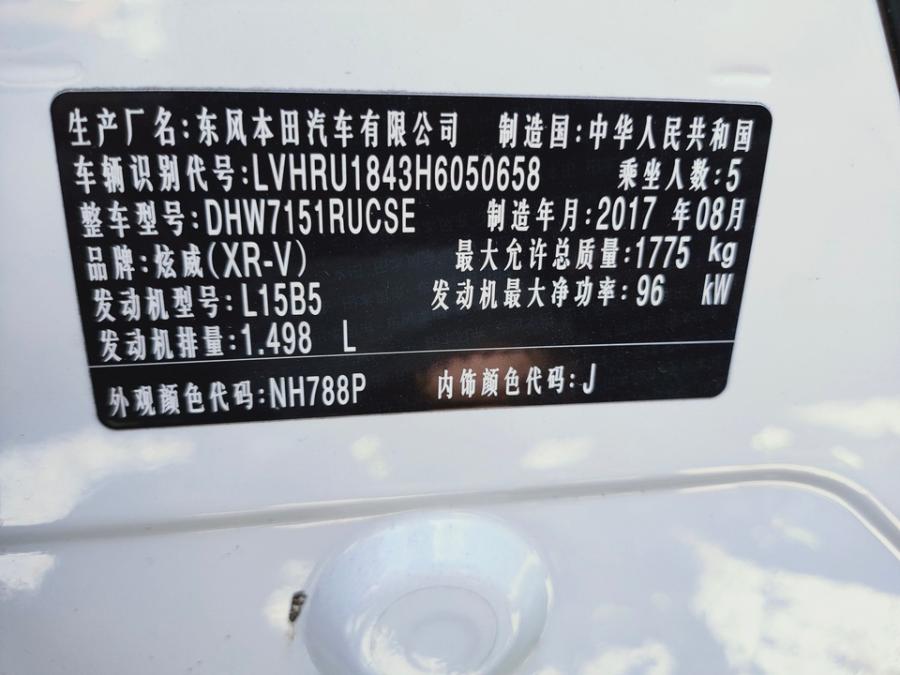 生产厂名:东风本田汽车有限公司 制造国:中华人民共和国
车辆识别代号:LVHRU1843H6050658 乘坐人数:5
整车型号:DHW7151RUCSE 制造年月:2017 年08月
品牌:炫威(XR-V) 最大允许总质量:1775 kg
发动机型号:L15B5 发动机最大净功率:96 kW
发动机排量:1.498 L
外观颜色代码:NH788P 内饰颜色代码:J